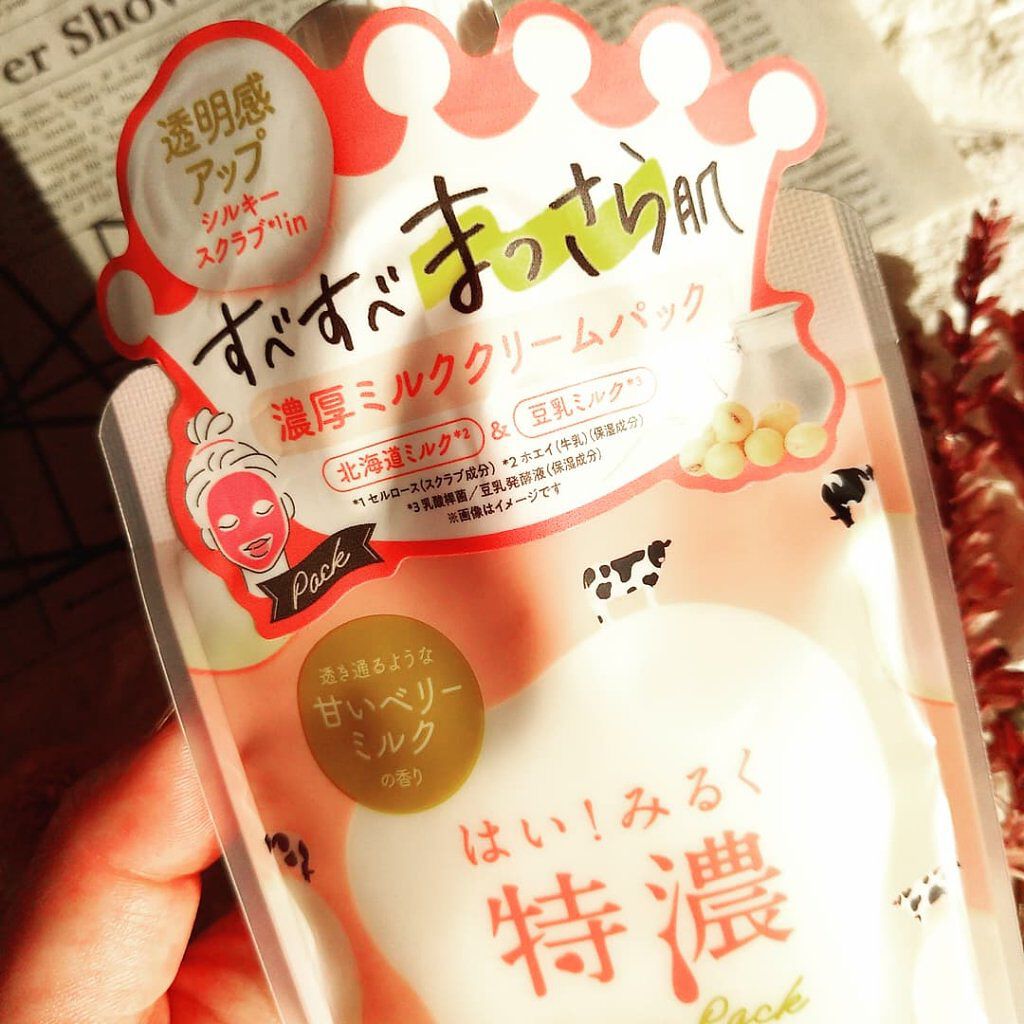 er Show
透明感
アップ
シルキー
スクラブ*1in
すべすべまっさら肌
濃厚ミルククリームパック
北海道ミルク*2 & 豆乳ミルク*3
*1 セルロース(スクラブ成分) *2 ホエイ(牛乳)(保湿成分)
*3 乳酸桿菌/豆乳発酵液(保湿成分)
※画像はイメージです
Pack
透き通るような
甘いベリー
ミルク
の香り
はい!みるく
特濃
Pack